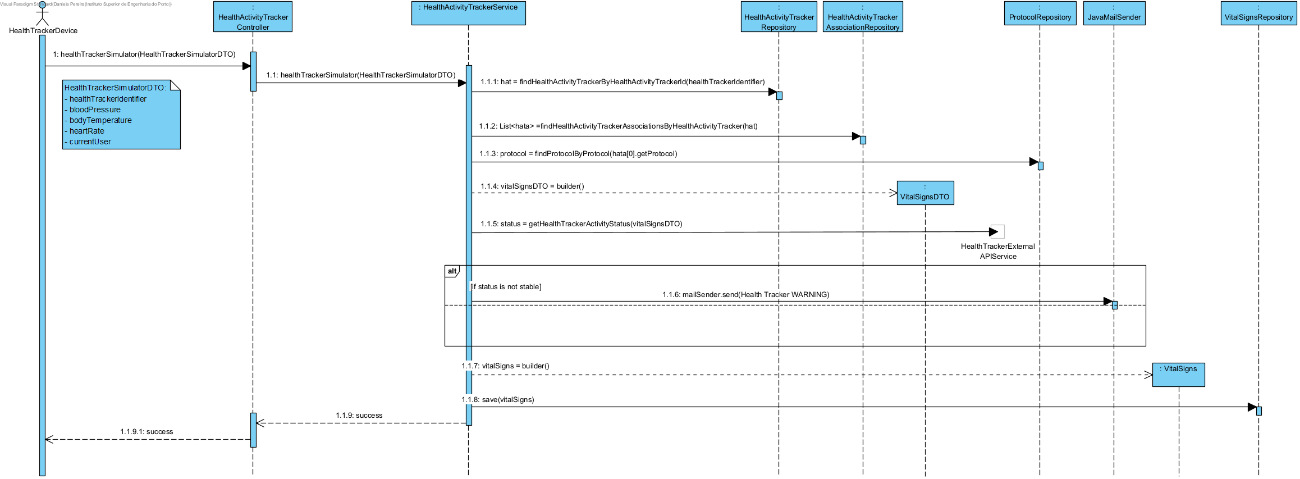 Visual Paradigm Standard(Daniela Pereira(Instituto Superior de Engenharia do Porto))
HealthTrackerDevice
:
HealthActivityTracker
Controller
: HealthActivityTrackerService
:
HealthActivityTracker
Repository
:
HealthActivityTracker
AssociationRepository
:
ProtocolRepository
:
JavaMailSender
:
VitalSignsRepository
1: healthTrackerSimulator(HealthTrackerSimulatorDTO)
1.1: healthTrackerSimulator(HealthTrackerSimulatorDTO)
HealthTrackerSimulatorDTO:
- healthTrackerIdentifier
- bloodPressure
- bodyTemperature
- heartRate
- currentUser
1.1.1: hat = findHealthActivityTrackerByHealthActivityTrackerId(healthTrackerIdentifier)
1.1.2: List<hata> =findHealthActivityTrackerAssociationsByHealthActivityTracker(hat)
1.1.3: protocol = findProtocolByProtocol(hata[0].getProtocol)
1.1.4: vitalSignsDTO = builder()
:
VitalSignsDTO
1.1.5: status = getHealthTrackerActivityStatus(vitalSignsDTO)
HealthTrackerExternal
APIService
alt
[if status is not stable]
1.1.6: mailSender.send(Health Tracker WARNING)
1.1.7: vitalSigns = builder()
: VitalSigns
1.1.8: save(vitalSigns)
1.1.9: success
1.1.9.1: success